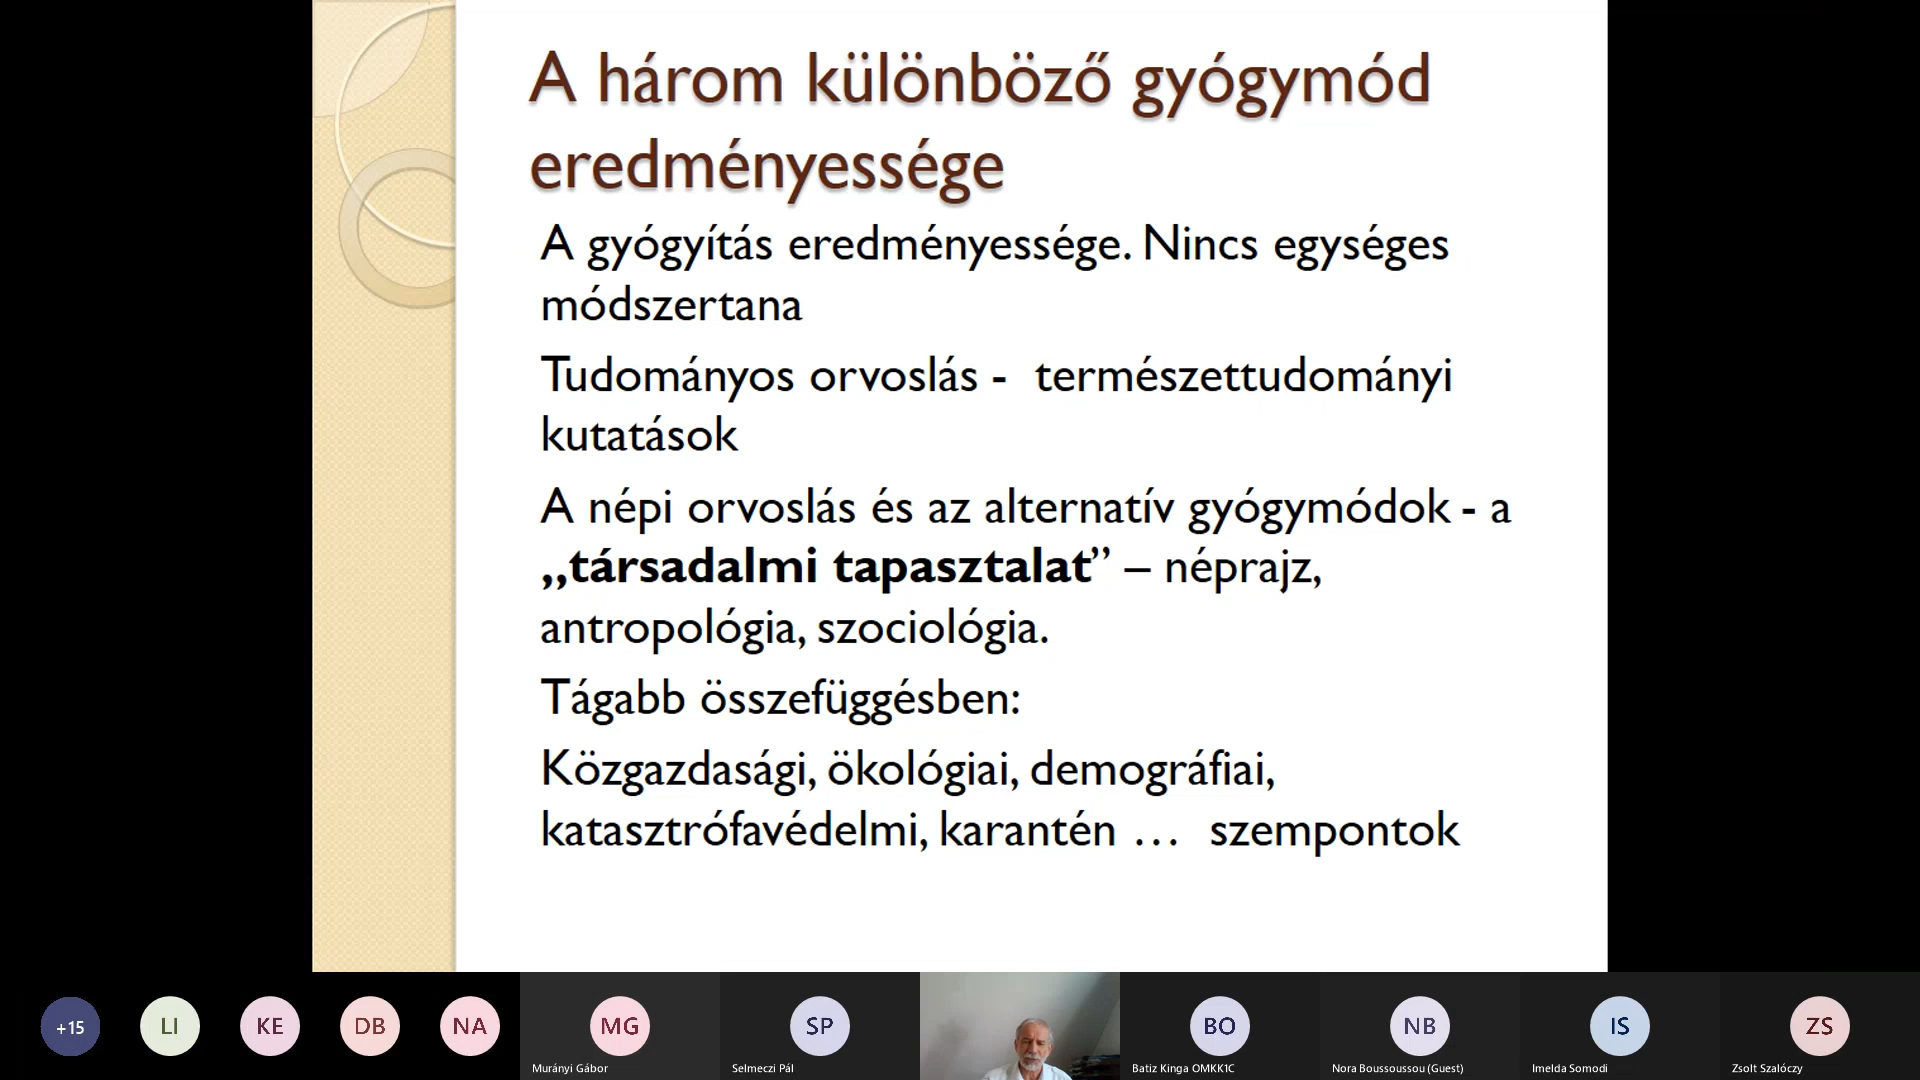 A három különböző gyógymód
eredményessége
A gyógyítás eredményessége. Nincs egységes
módszertana
Tudományos orvoslás -  természettudományi
kutatások
A népi orvoslás és az alternatív gyógymódok - a
„társadalmi tapasztalat” – néprajz,
antropológia, szociológia.
Tágabb összefüggésben:
Közgazdasági, ökológiai, demográfiai,
katasztrófavédelmi, karantén …  szempontok
+15
LI
KE
DB
NA
MG
SP
BO
NB
IS
ZS
Murányi Gábor
Selmeczi Pál
Batiz Kinga OMKK1C
Nora Boussoussou (Guest)
Imelda Somodi
Zsolt Szalóczy